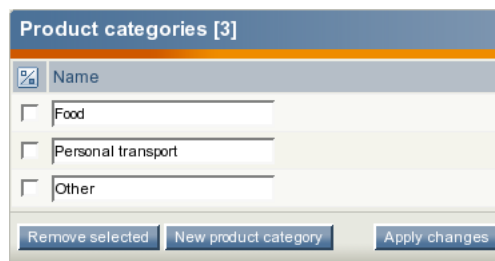 Product categories [3]
Name
Food
Personal transport
Other
Remove selected New product category Apply changes